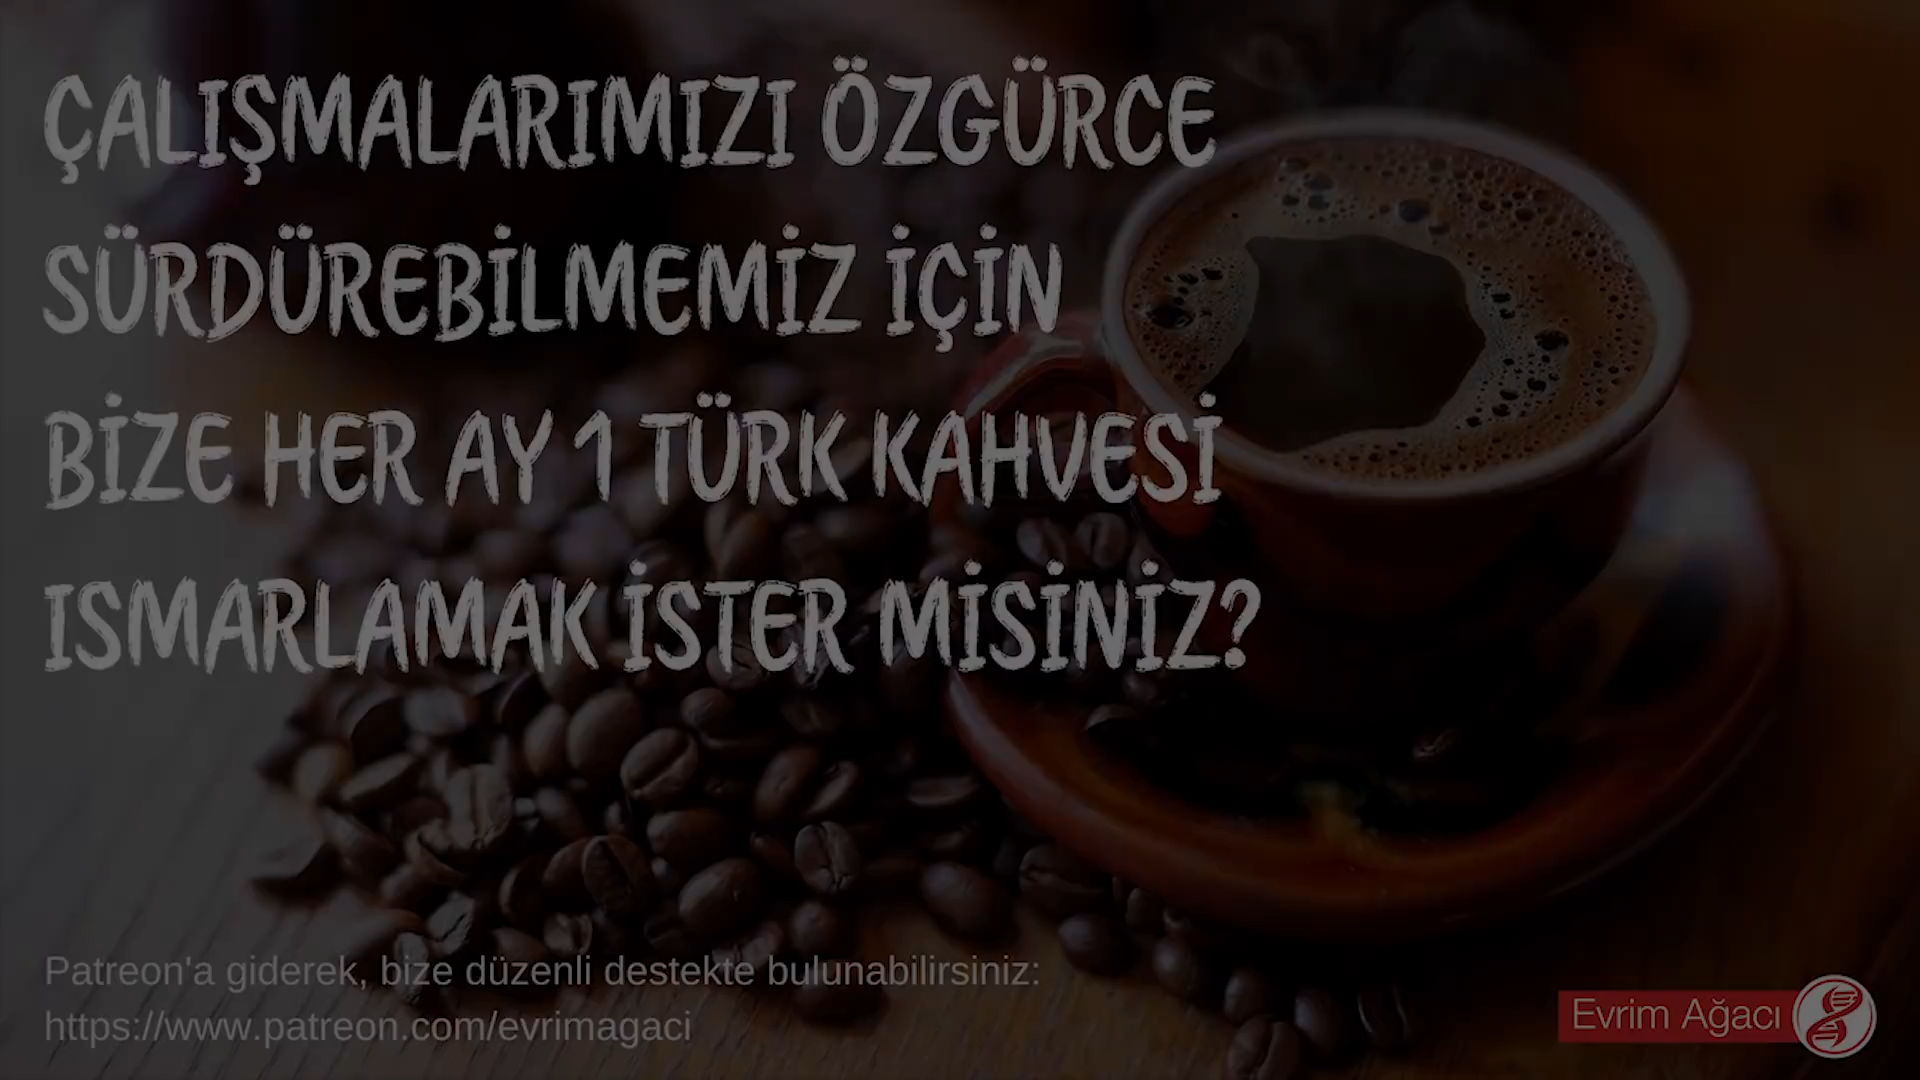 ÇALIŞMALARIMIZI ÖZGÜRCE
SÜRDÜREBİLMEMİZ İÇİN
BİZE HER AY 1 TÜRK KAHVESİ
ISMARLAMAK İSTER MİSİNİZ?
Patreon'a giderek, bize düzenli destekte bulunabilirsiniz:
https://www.patreon.com/evrimagaci
Evrim Ağacı